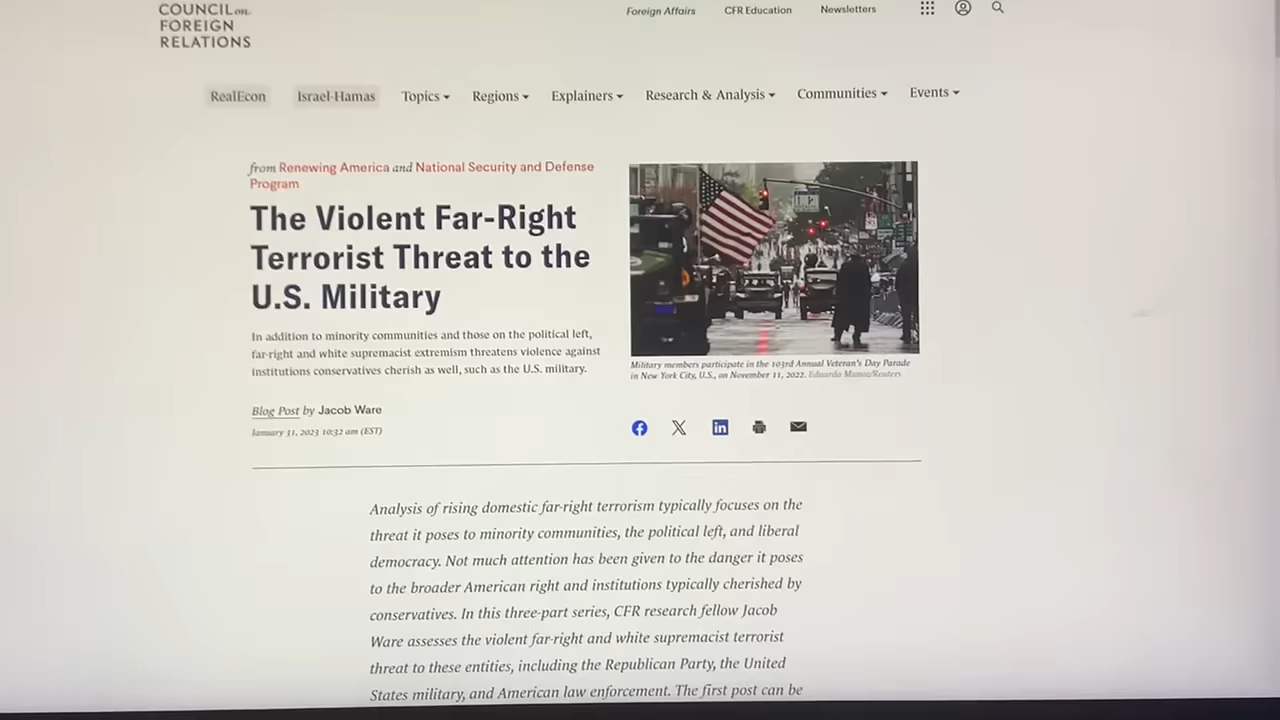 COUNCIL on
FOREIGN
RELATIONS
Foreign Affairs CFR Education Newsletters
RealEcon Israel-Hamas Topics Regions Explainers Research & Analysis Communities Events
from Renewing America and National Security and Defense
Program
The Violent Far-Right
Terrorist Threat to the
U.S. Military
In addition to minority communities and those on the political left,
far-right and white supremacist extremism threatens violence against
institutions conservatives cherish as well, such as the U.S. military.
Blog Post by Jacob Ware
January 31, 2023 10:32 am (EST)
Military members participate in the 103rd Annual Veteran's Day Parade
in New York City, U.S., on November 11, 2022. Eduardo Munoz/Reuters
Analysis of rising domestic far-right terrorism typically focuses on the
threat it poses to minority communities, the political left, and liberal
democracy. Not much attention has been given to the danger it poses
to the broader American right and institutions typically cherished by
conservatives. In this three-part series, CFR research fellow Jacob
Ware assesses the violent far-right and white supremacist terrorist
threat to these entities, including the Republican Party, the United
States military, and American law enforcement. The first post can be